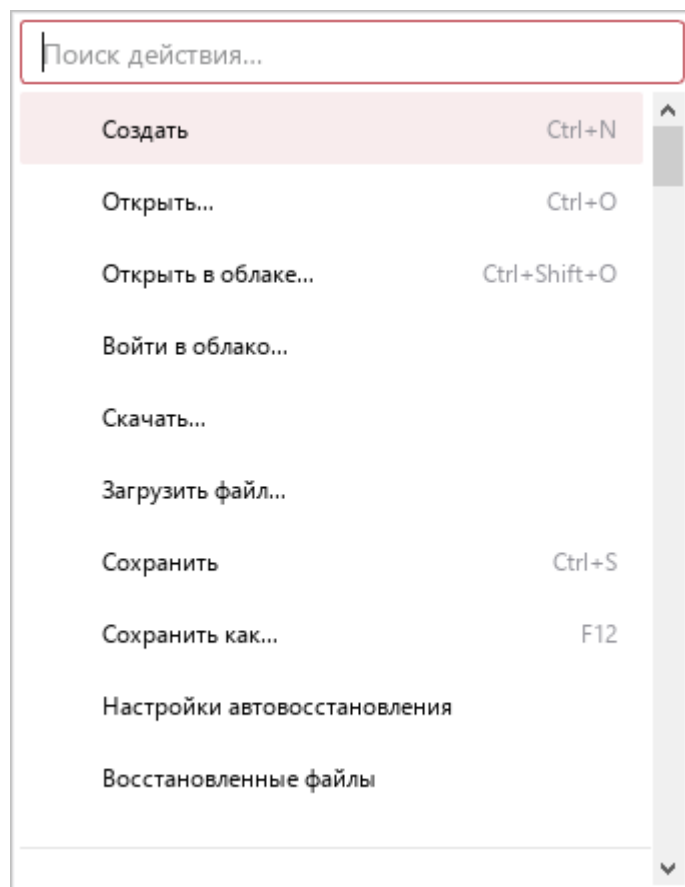 Поиск действия...
Создать Ctrl+N
Открыть... Ctrl+O
Открыть в облаке... Ctrl+Shift+O
Войти в облако...
Скачать...
Загрузить файл...
Сохранить Ctrl+S
Сохранить как... F12
Настройки автовосстановления
Восстановленные файлы